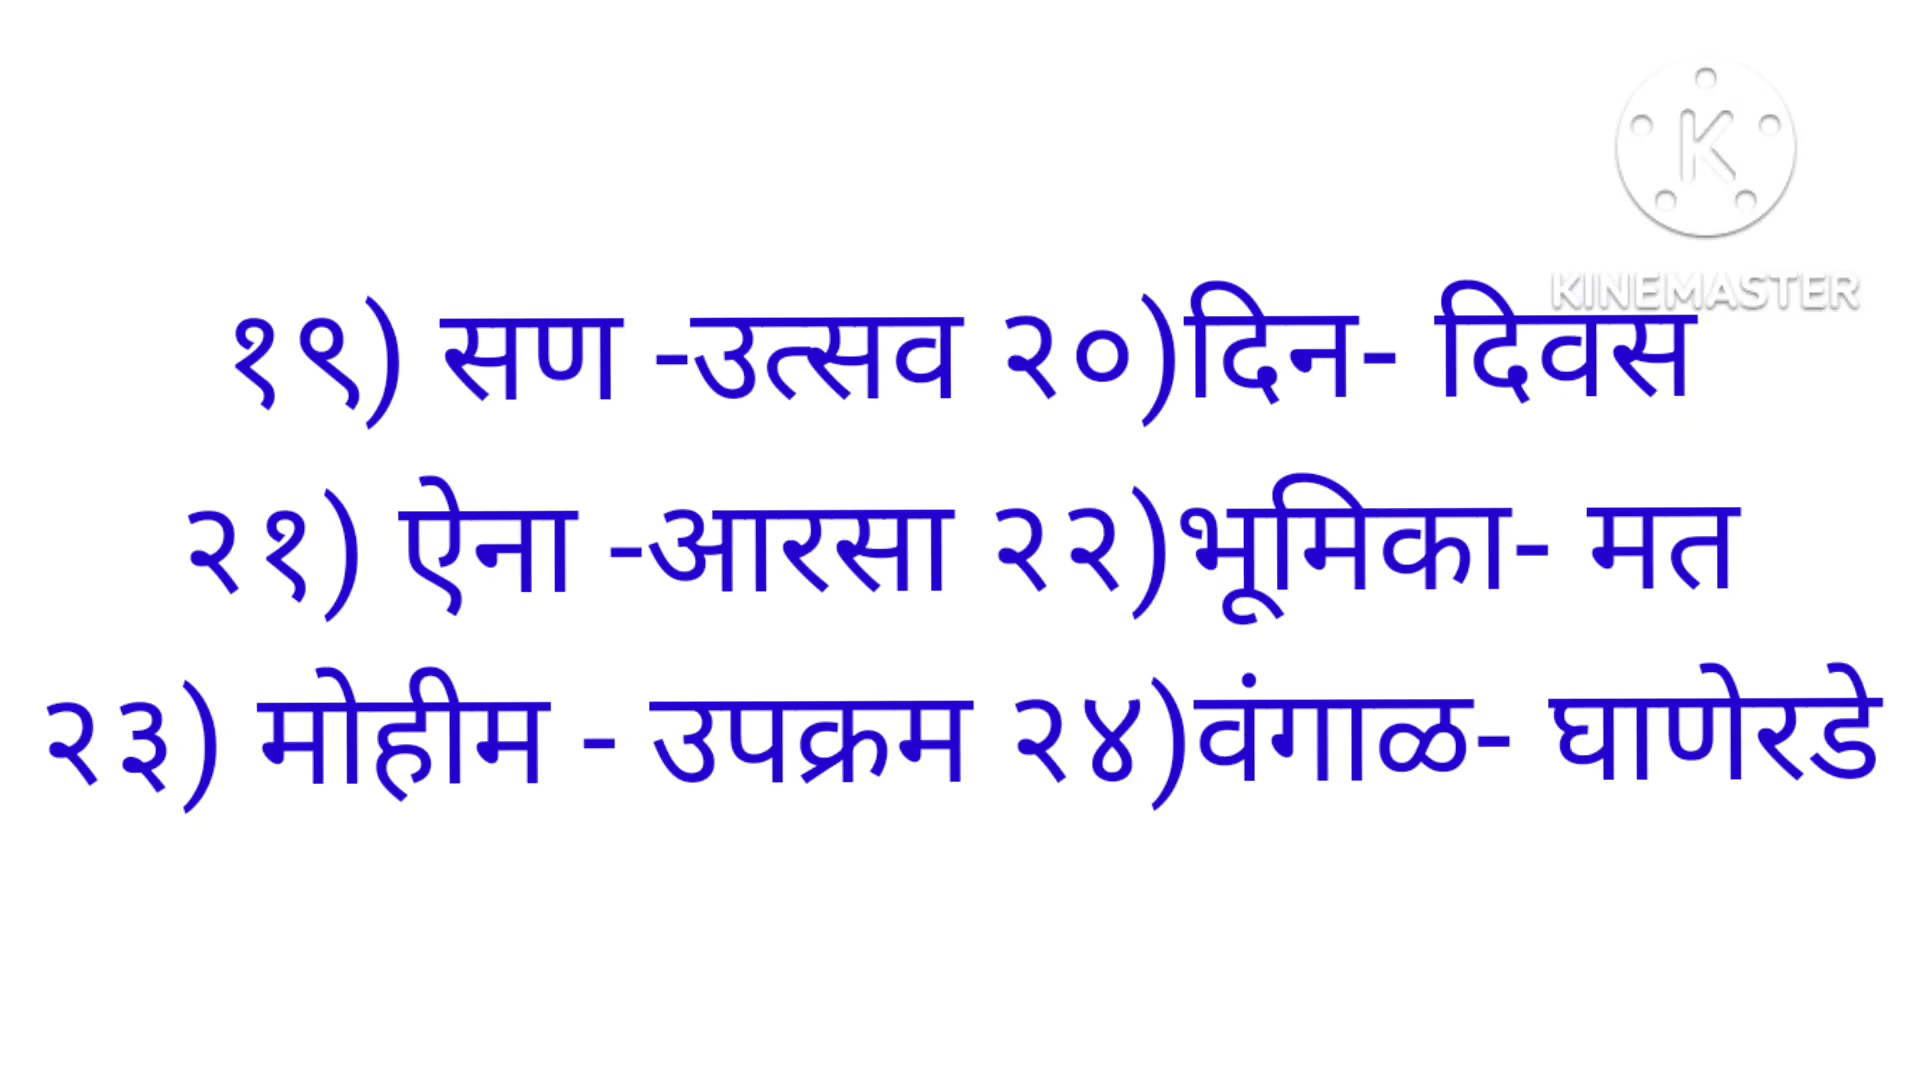 K
KINEMASTER
१९) सण -उत्सव २०)दिन- दिवस
२१) ऐना -आरसा २२)भूमिका- मत
२३) मोहीम - उपक्रम २४)वंगाळ- घाणेरडे